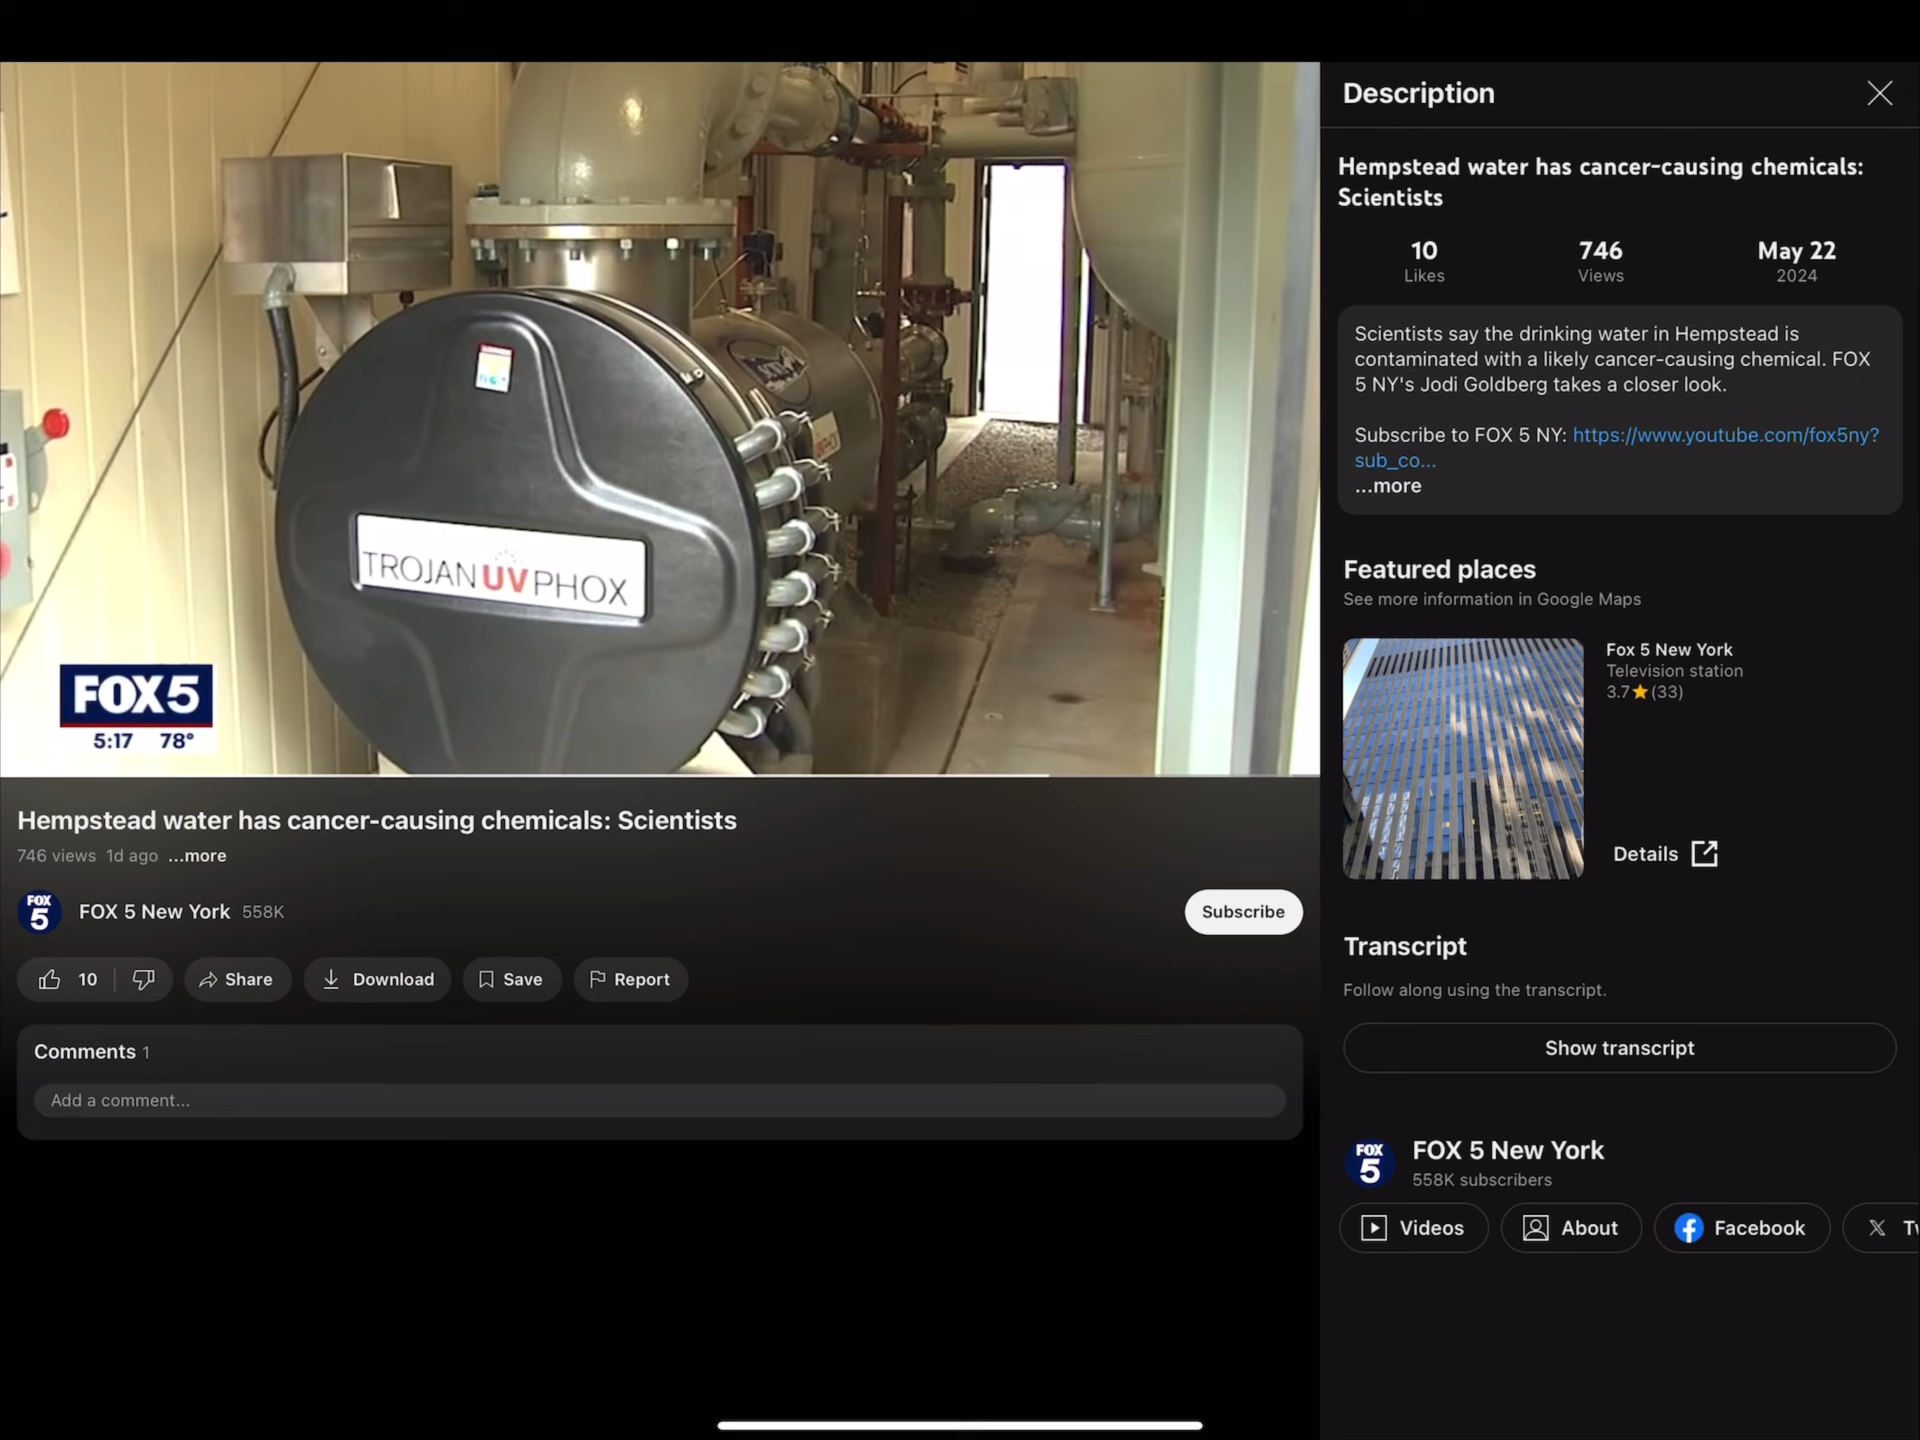 TROJANUVPHOX
FOX 5
5:17 78°
Hempstead water has cancer-causing chemicals: Scientists
746 views 1d ago ...more
FOX
5
FOX 5 New York 558K
Subscribe
10
Share
Download
Save
Report
Comments 1
Add a comment...
Description
Hempstead water has cancer-causing chemicals:
Scientists
10
Likes
746
Views
May 22
2024
Scientists say the drinking water in Hempstead is
contaminated with a likely cancer-causing chemical. FOX
5 NY's Jodi Goldberg takes a closer look.
Subscribe to FOX 5 NY: https://www.youtube.com/fox5ny?
sub_co...
...more
Featured places
See more information in Google Maps
Fox 5 New York
Television station
3.7★(33)
Details
Transcript
Follow along using the transcript.
Show transcript
FOX
5
FOX 5 New York
558K subscribers
Videos
About
Facebook
X